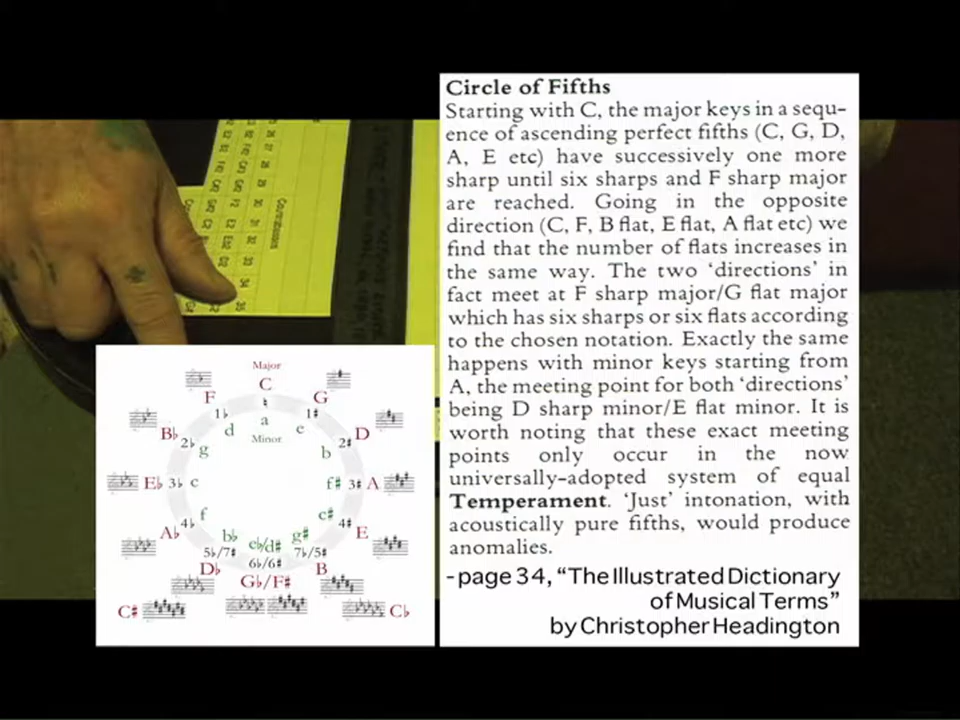 Circle of Fifths
Starting with C, the major keys in a sequ-
ence of ascending perfect fifths (C, G, D,
A, E etc) have successively one more
sharp until six sharps and F sharp major
are reached. Going in the opposite
direction (C, F, B flat, E flat, A flat etc) we
find that the number of flats increases in
the same way. The two ‘directions’ in
fact meet at F sharp major/G flat major
which has six sharps or six flats according
to the chosen notation. Exactly the same
happens with minor keys starting from
A, the meeting point for both ‘directions’
being D sharp minor/E flat minor. It is
worth noting that these exact meeting
points only occur in the now
universally-adopted system of equal
Temperament. ‘Just’ intonation, with
acoustically pure fifths, would produce
anomalies.
-page 34, “The Illustrated Dictionary
of Musical Terms”
by Christopher Headington
Major
C
F
G
♮
1♭
1♯
a
d
e
Minor
B♭
D
2♭
2♯
g
b
E♭
3♭
c
f♯
3♯
A
f
c♯
A♭
4♭
4♯
E
b♭
e♭/d♯
g♯
5♭/7♯
6♭/6♯
7♭/5♯
D♭
G♭/F♯
B
C♯
C♭
Contrabassoon